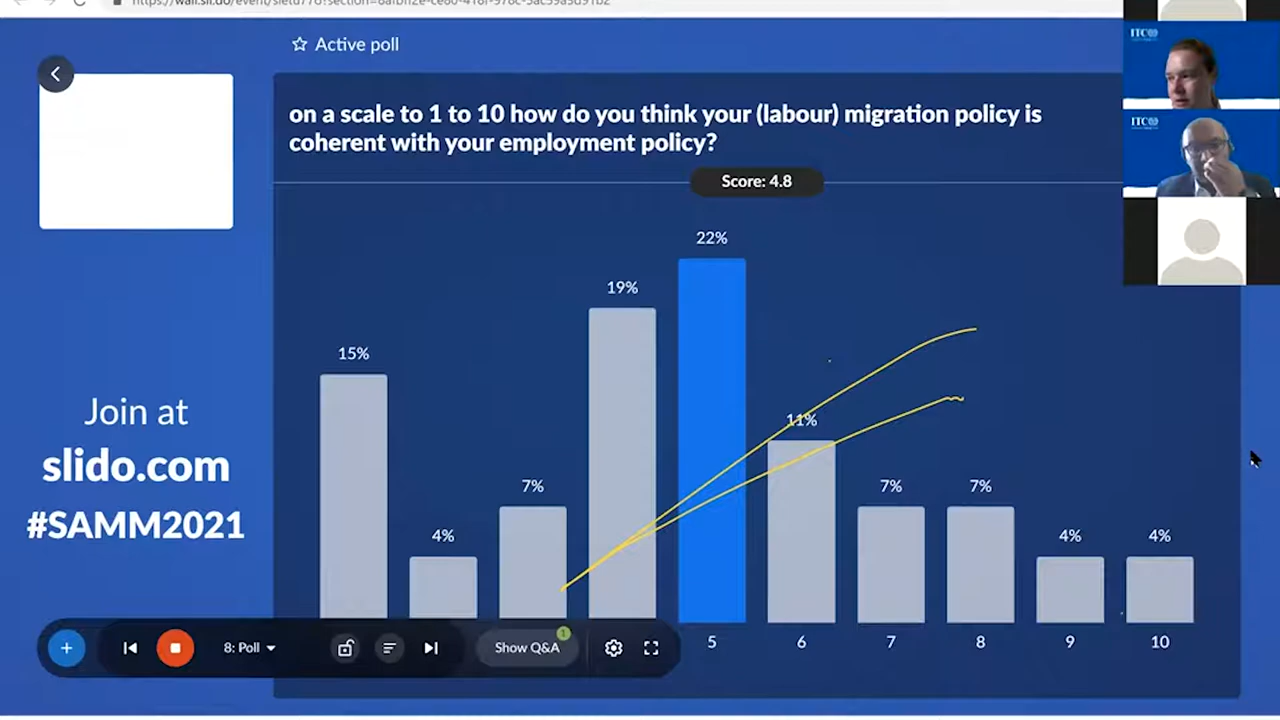 Active poll
on a scale to 1 to 10 how do you think your (labour) migration policy is
coherent with your employment policy?
Score: 4.8
15%
4%
7%
19%
22%
11%
7%
7%
4%
4%
5
6
7
8
9
10
Join at
slido.com
#SAMM2021
8: Poll
Show Q&A
1
ITC
ITC